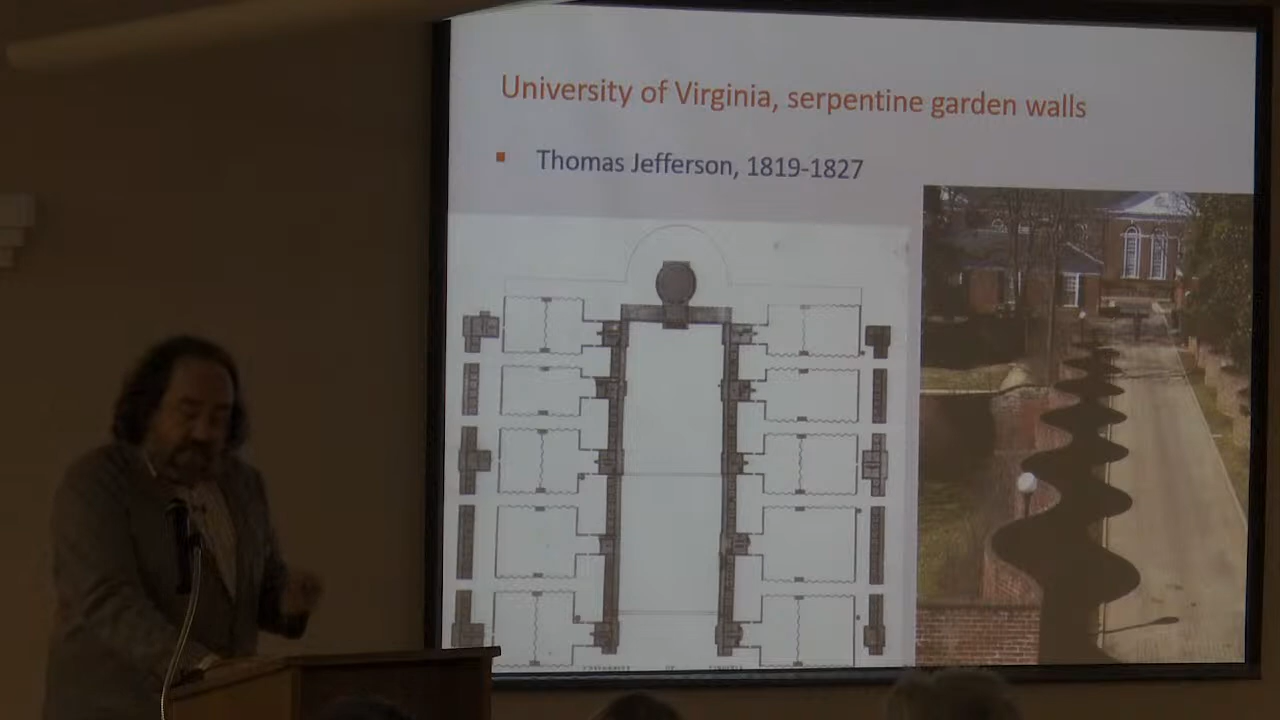 University of Virginia, serpentine garden walls
Thomas Jefferson, 1819-1827